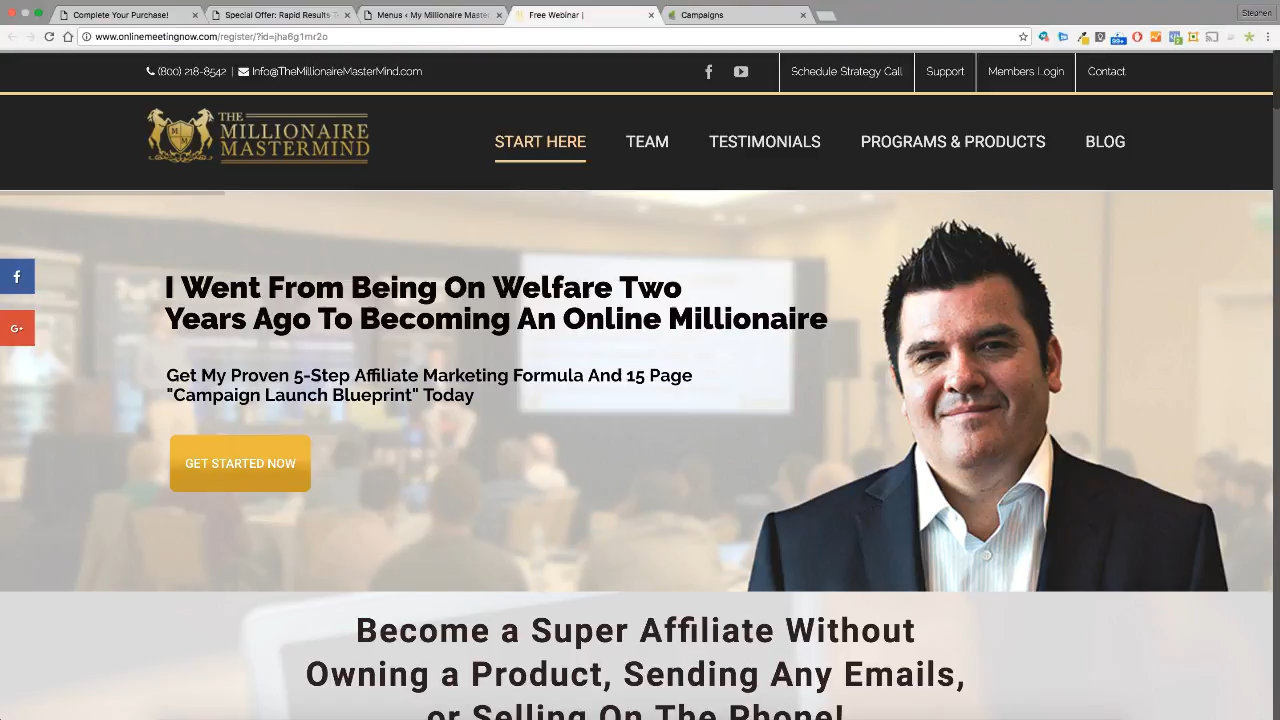 Complete Your Purchase!
Special Offer: Rapid Results T
Menus ‹ My Millionaire Maste
Free Webinar |
Campaigns
Stephen
www.onlinemeetingnow.com/register/?id=jha6g1mr2o
99+
(800) 218-8542 | Info@TheMillionaireMasterMind.com
Schedule Strategy Call
Support
Members Login
Contact
THE
MILLIONAIRE
MASTERMIND
START HERE
TEAM
TESTIMONIALS
PROGRAMS & PRODUCTS
BLOG
I Went From Being On Welfare Two
Years Ago To Becoming An Online Millionaire
Get My Proven 5-Step Affiliate Marketing Formula And 15 Page
"Campaign Launch Blueprint" Today
GET STARTED NOW
G+
Become a Super Affiliate Without
Owning a Product, Sending Any Emails,
or Selling On The Phone!